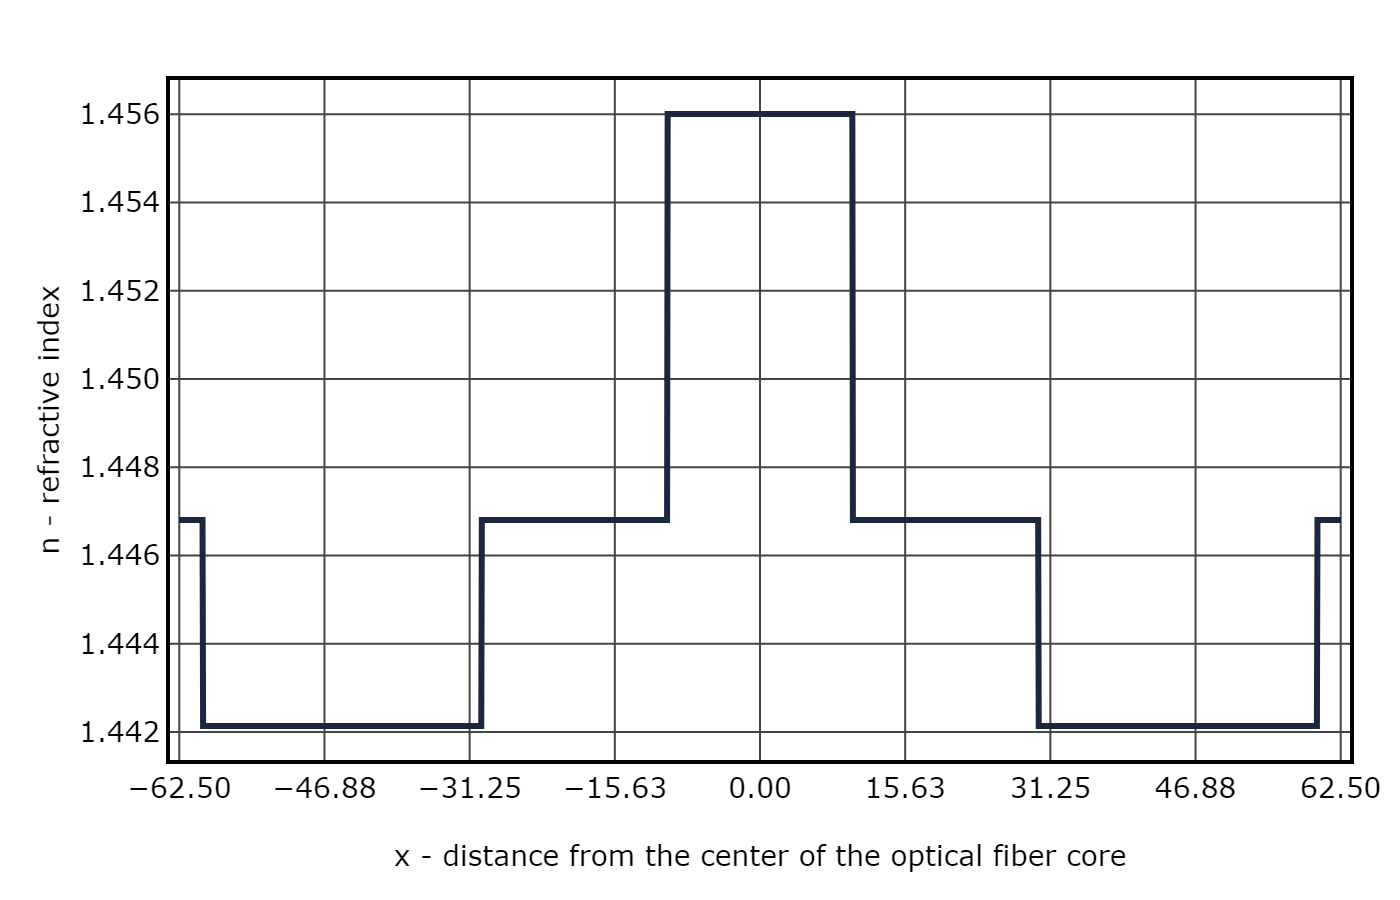 1.456
1.454
1.452
1.450
1.448
1.446
1.444
1.442
n - refractive index
−62.50 −46.88 −31.25 −15.63 0.00 15.63 31.25 46.88 62.50
x - distance from the center of the optical fiber core